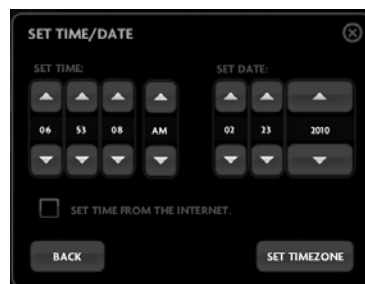 SET TIME/DATE
SET TIME: SET DATE:
06 53 08 AM 02 23 2010
SET TIME FROM THE INTERNET.
BACK SET TIMEZONE